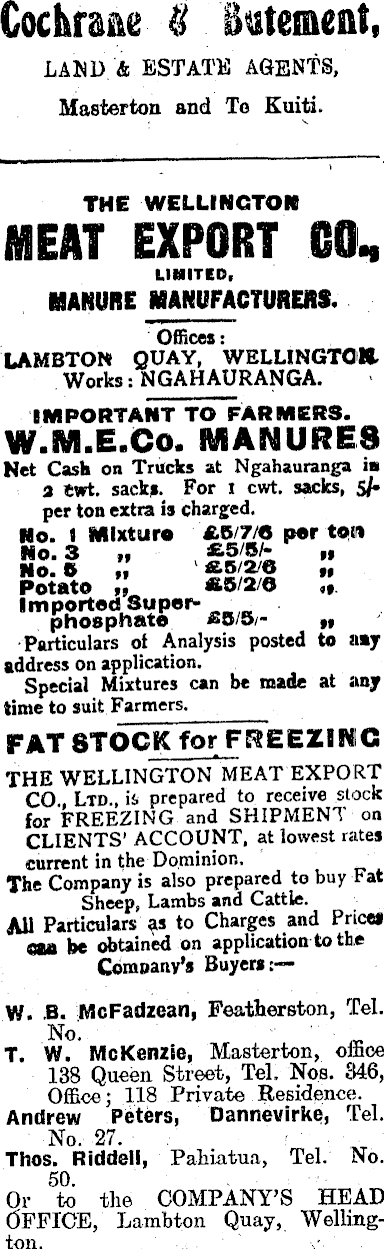 Cochrane & Butement,
LAND & ESTATE AGENTS,
Masterton and Te Kuiti.
THE WELLINGTON
MEAT EXPORT CO.,
LIMITED,
MANURE MANUFACTURERS.
Offices:
LAMBTON QUAY, WELLINGTON.
Works: NGAHAURANGA.
IMPORTANT TO FARMERS.
W.M.E.Co. MANURES
Net Cash on Trucks at Ngahauranga in
2 cwt. sacks. For 1 cwt. sacks, 5/-
per ton extra is charged.
No. 1 Mixture £5/7/6 per ton
No. 3 „ £5/5/- „
No. 5 „ £5/2/6 „
Potato „ £5/2/6 „
Imported Super-
phosphate £5/5/- „
Particulars of Analysis posted to any
address on application.
Special Mixtures can be made at any
time to suit Farmers.
FAT STOCK for FREEZING
THE WELLINGTON MEAT EXPORT
CO., LTD., is prepared to receive stock
for FREEZING and SHIPMENT on
CLIENTS' ACCOUNT, at lowest rates
current in the Dominion.
The Company is also prepared to buy Fat
Sheep, Lambs and Cattle.
All Particulars as to Charges and Prices
can be obtained on application to the
Company's Buyers:—
W. B. McFadzean, Featherston, Tel.
No.
T. W. McKenzie, Masterton, office
138 Queen Street, Tel. Nos. 346,
Office; 118 Private Residence.
Andrew Peters, Dannevirke, Tel.
No. 27.
Thos. Riddell, Pahiatua, Tel. No.
50.
Or to the COMPANY'S HEAD
OFFICE, Lambton Quay, Welling-
ton.